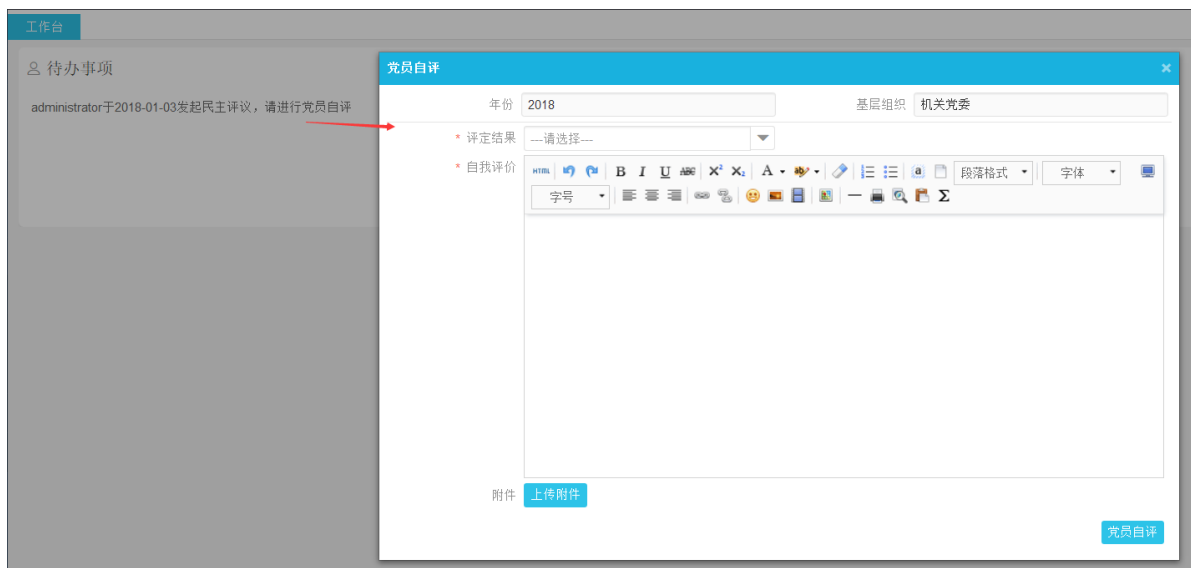 工作台
待办事项
administrator于2018-01-03发起民主评议，请进行党员自评
党员自评 ×
年份 2018 基层组织 机关党委
* 评定结果 ---请选择---
* 自我评价
HTML B I U ABC X² X₂ A ab a 段落格式 字体
字号 Σ
附件 上传附件
党员自评